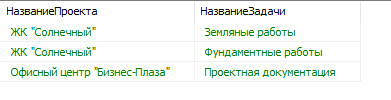 НазваниеПроекта НазваниеЗадачи
ЖК "Солнечный" Земляные работы
ЖК "Солнечный" Фундаментные работы
Офисный центр "Бизнес-Плаза" Проектная документация